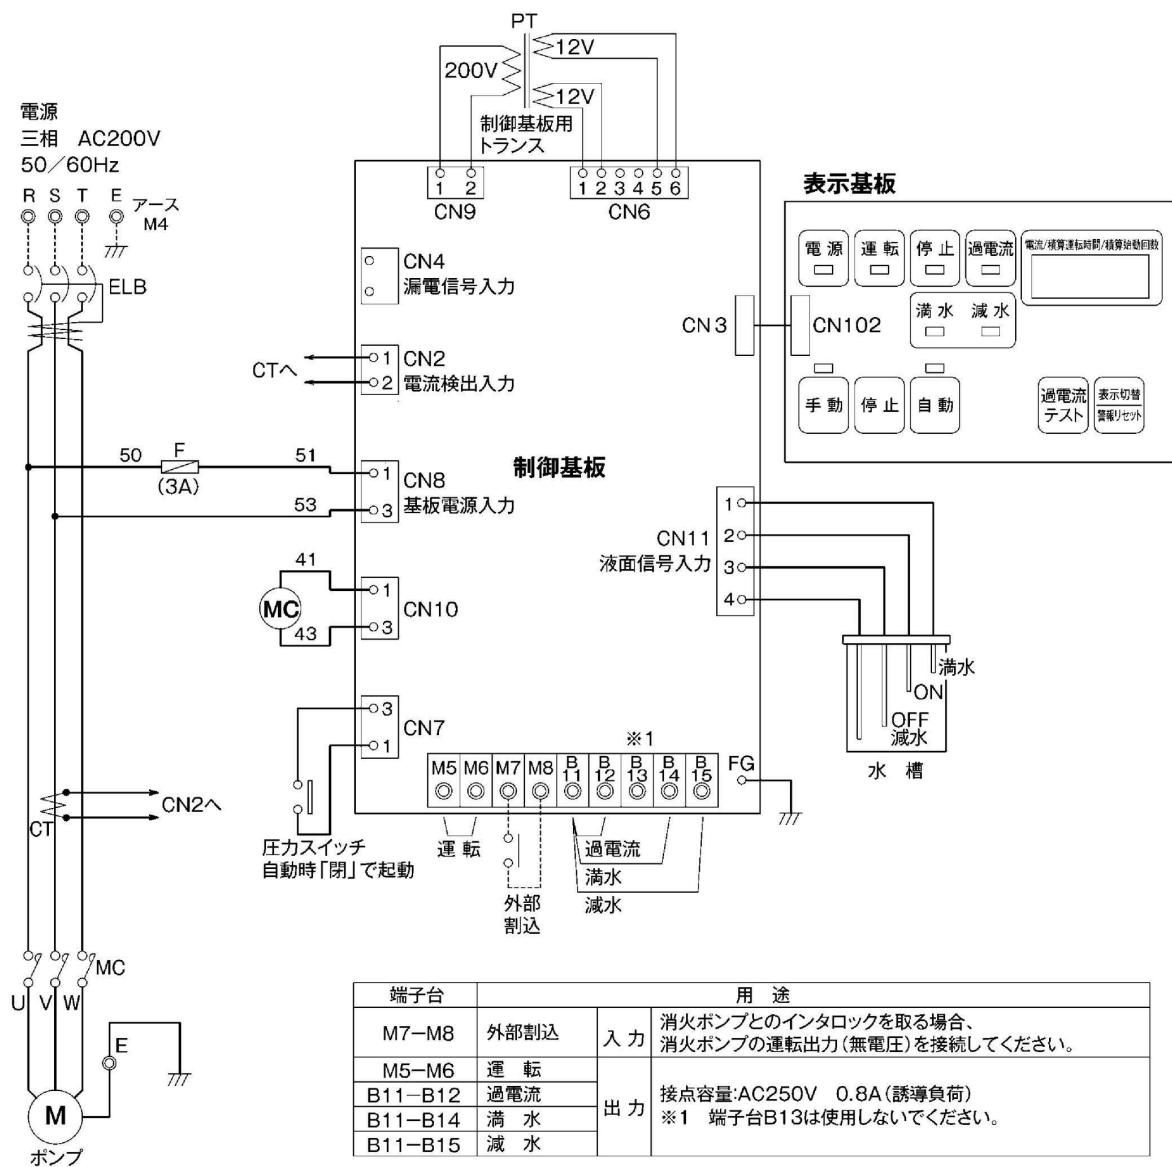 PT
12V
200V
12V
制御基板用
トランス
電源
三相 AC200V
50／60Hz
R S T E
アース
M4
ELB
1 2
CN9
1 2 3 4 5 6
CN6
CN4
漏電信号入力
CTへ
1
2
CN2
電流検出入力
50
F
(3A)
51
53
1
3
CN8
基板電源入力
制御基板
41
MC
43
1
3
CN10
3
1
CN7
圧力スイッチ
自動時「閉」で起動
CT
CN2へ
表示基板
CN3
CN102
電源
運転
停止
過電流
電流/積算運転時間/積算始動回数
満水 減水
手動
停止
自動
過電流
テスト
表示切替
警報リセット
CN11
液面信号入力
1
2
3
4
満水
ON
OFF
減水
水槽
※1
M5 M6 M7 M8 B11 B12 B13 B14 B15
FG
運転
外部
割込
過電流
満水
減水
MC
U V W
E
M
ポンプ
端子台 用途
M7−M8 外部割込 入力 消火ポンプとのインタロックを取る場合、
消火ポンプの運転出力（無電圧）を接続してください。
M5−M6 運転
B11−B12 過電流
B11−B14 満水
B11−B15 減水
出力
接点容量:AC250V 0.8A（誘導負荷）
※1 端子台B13は使用しないでください。